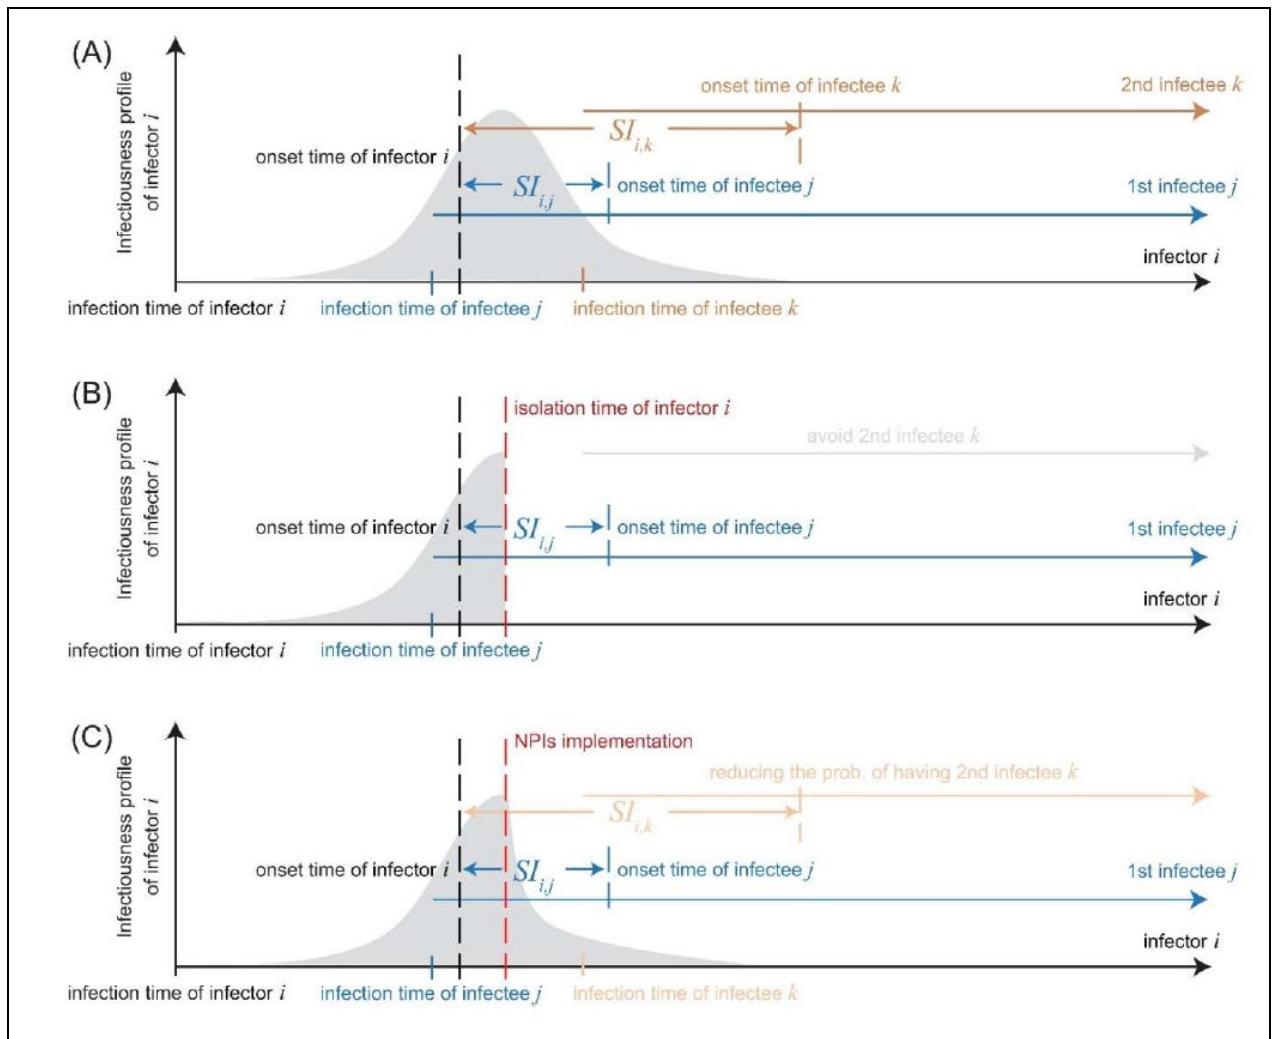 (A)
Infectiousness profile
of infector i
onset time of infectee k
2nd infectee k
SI i,k
onset time of infector i
SI i,j
onset time of infectee j
1st infectee j
infector i
infection time of infector i
infection time of infectee j
infection time of infectee k
(B)
Infectiousness profile
of infector i
isolation time of infector i
avoid 2nd infectee k
onset time of infector i
SI i,j
onset time of infectee j
1st infectee j
infector i
infection time of infector i
infection time of infectee j
(C)
Infectiousness profile
of infector i
NPIs implementation
reducing the prob. of having 2nd infectee k
SI i,k
onset time of infector i
SI i,j
onset time of infectee j
1st infectee j
infector i
infection time of infector i
infection time of infectee j
infection time of infectee k